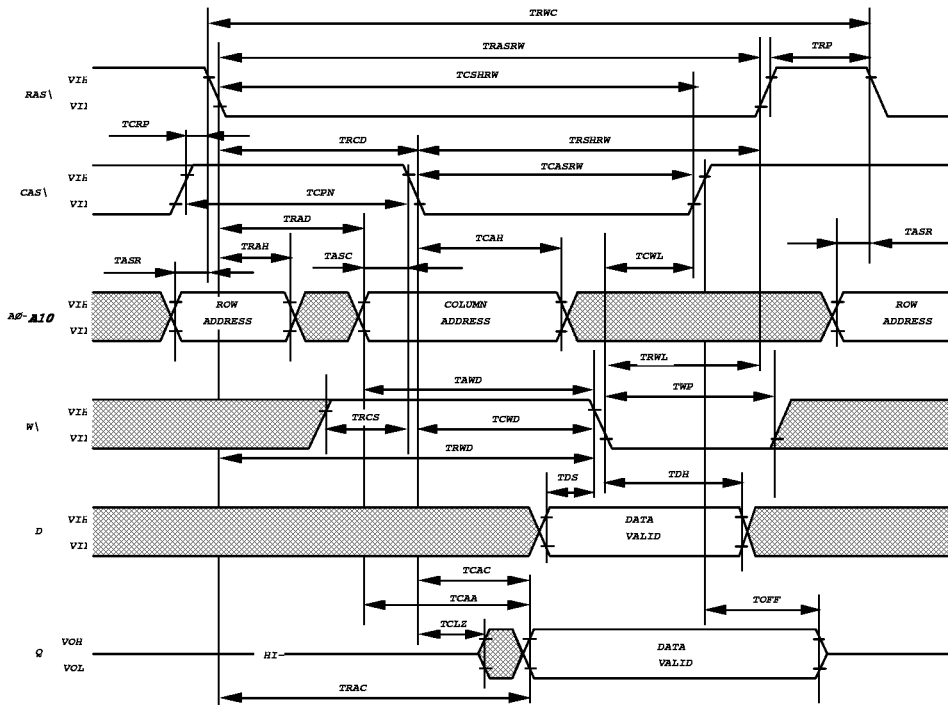 TRWC
TRASRW
TRP
TCSHRW
VIH
RAS\
VIl
TCRP
TRCD
TRSHRW
VIH
TCASRW
CAS\
TCPN
VIl
TRAD
TCAH
TASR
TRAH
TASR
TASC
TCWL
VIH
ROW
COLUMN
ROW
AØ-A10
ADDRESS
ADDRESS
ADDRESS
VIl
TRWL
TAWD
TWP
VIH
TRCS
TCWD
W\
VIl
TRWD
TDS
TDH
VIH
DATA
D
VALID
VIl
TCAC
TCAA
TOFF
TCLZ
VOH
DATA
Q
HI-
VALID
VOL
TRAC